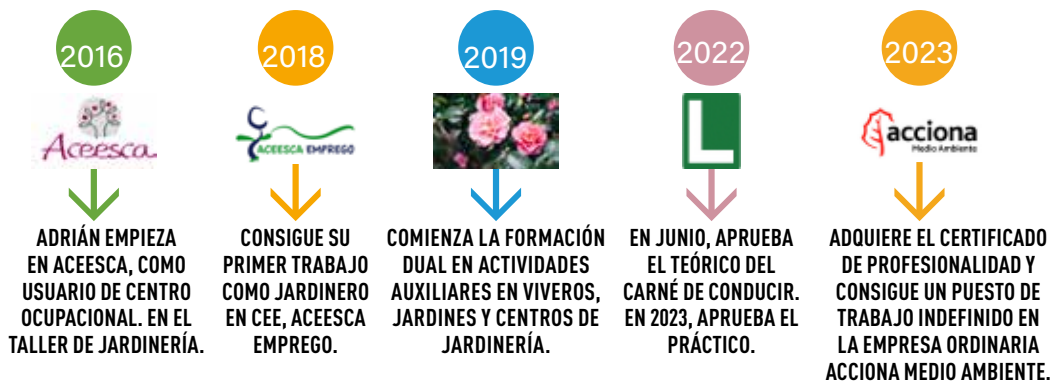 2016
Aceesca
ADRIÁN EMPIEZA
EN ACEESCA, COMO
USUARIO DE CENTRO
OCUPACIONAL. EN EL
TALLER DE JARDINERÍA.
2018
ACEESCA EMPREGO
CONSIGUE SU
PRIMER TRABAJO
COMO JARDINERO
EN CEE, ACEESCA
EMPREGO.
2019
COMIENZA LA FORMACIÓN
DUAL EN ACTIVIDADES
AUXILIARES EN VIVEROS,
JARDINES Y CENTROS DE
JARDINERÍA.
2022
L
EN JUNIO, APRUEBA
EL TEÓRICO DEL
CARNÉ DE CONDUCIR.
EN 2023, APRUEBA EL
PRÁCTICO.
2023
acciona
Medio Ambiente
ADQUIERE EL CERTIFICADO
DE PROFESIONALIDAD Y
CONSIGUE UN PUESTO DE
TRABAJO INDEFINIDO EN
LA EMPRESA ORDINARIA
ACCIONA MEDIO AMBIENTE.